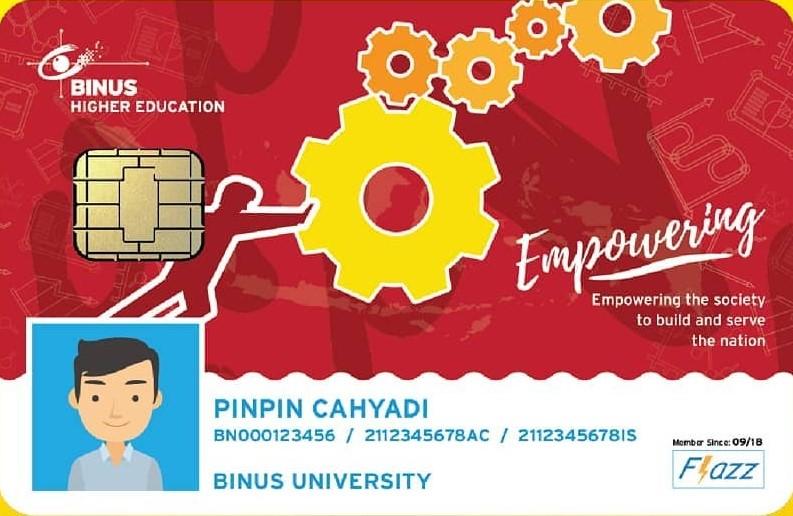 BINUS
HIGHER EDUCATION
Empowering
Empowering the society
to build and serve
the nation
PINPIN CAHYADI
BN000123456 / 2112345678AC / 2112345678IS
Member Since: 09/18
BINUS UNIVERSITY
Flazz